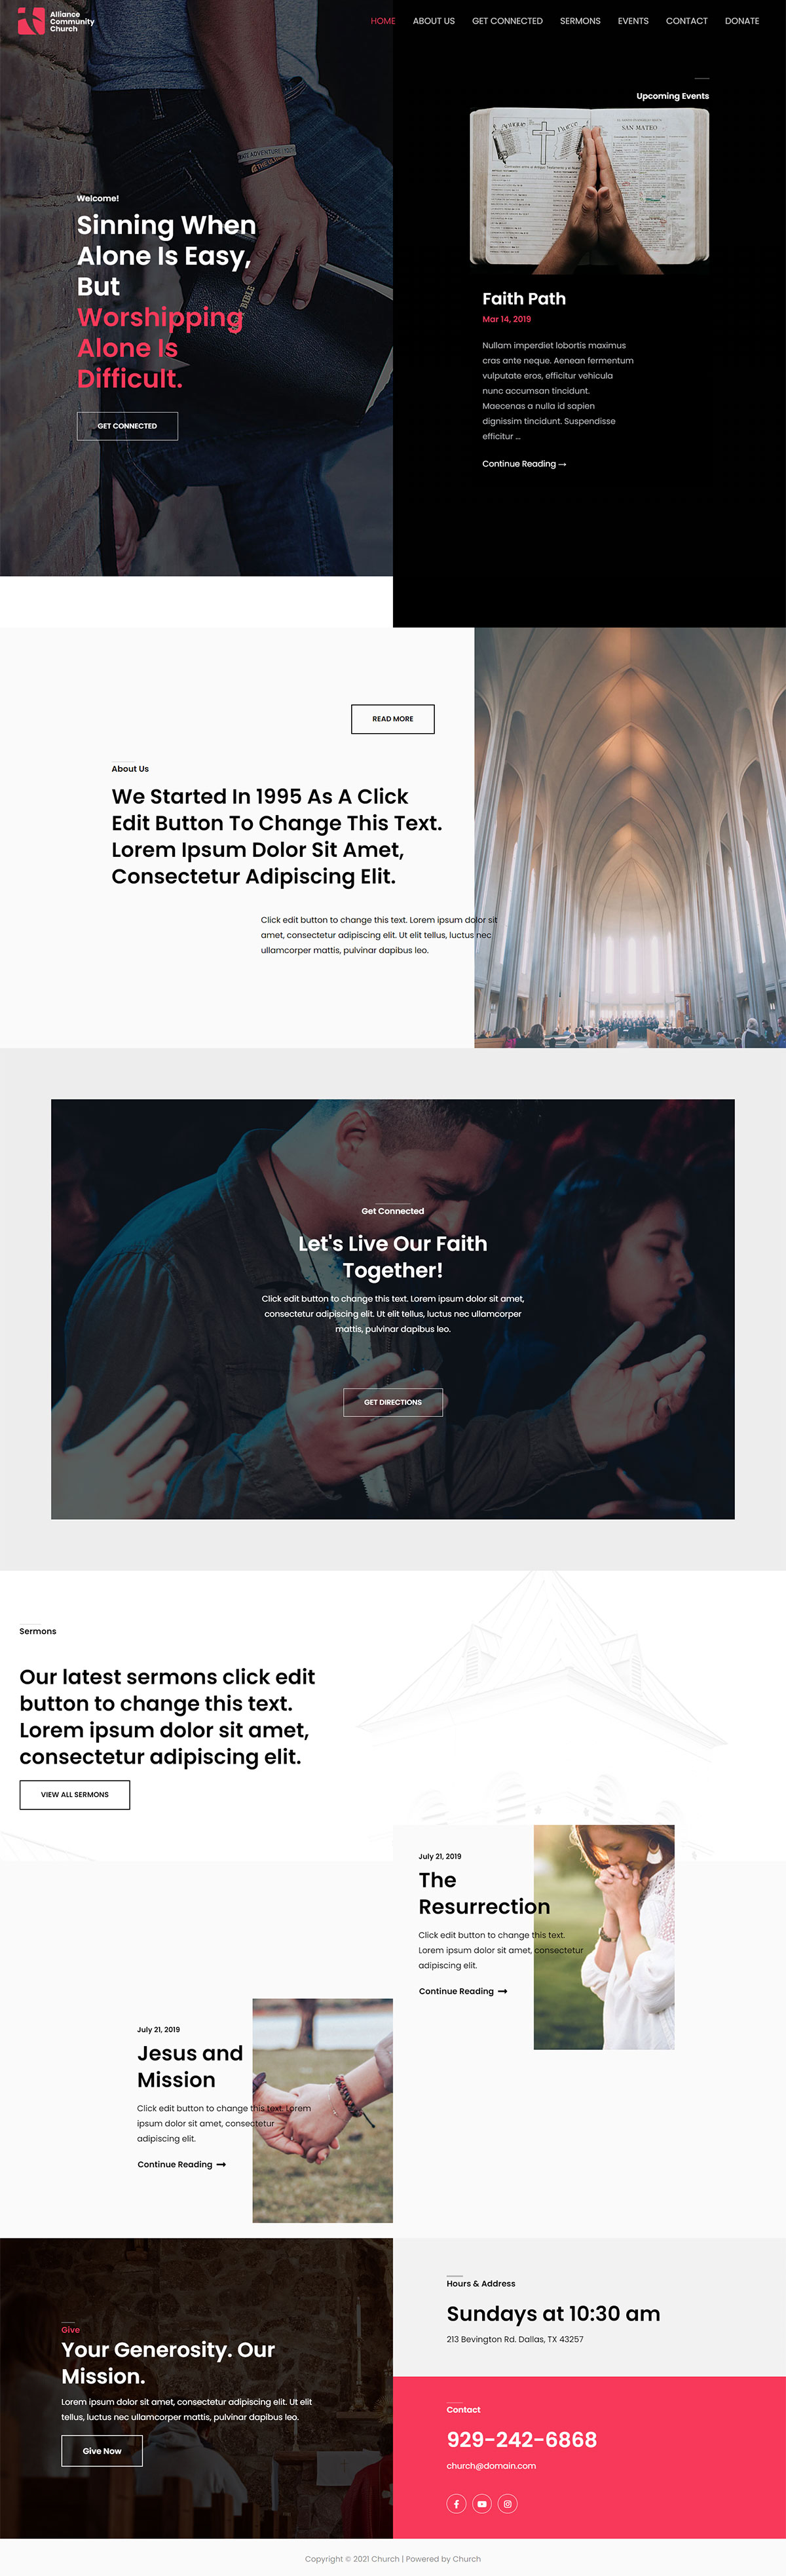 Alliance
Community
Church
HOME ABOUT US GET CONNECTED SERMONS EVENTS CONTACT DONATE
Welcome!
Sinning When
Alone Is Easy,
But
Worshipping
Alone Is
Difficult.
GET CONNECTED
BIBLE
Upcoming Events
SAN MATEO
Faith Path
Mar 14, 2019
Nullam imperdiet lobortis maximus
cras ante neque. Aenean fermentum
vulputate eros, efficitur vehicula
nunc accumsan tincidunt.
Maecenas a nulla id sapien
dignissim tincidunt. Suspendisse
efficitur ...
Continue Reading →
READ MORE
About Us
We Started In 1995 As A Click
Edit Button To Change This Text.
Lorem Ipsum Dolor Sit Amet,
Consectetur Adipiscing Elit.
Click edit button to change this text. Lorem ipsum dolor sit
amet, consectetur adipiscing elit. Ut elit tellus, luctus nec
ullamcorper mattis, pulvinar dapibus leo.
Get Connected
Let's Live Our Faith
Together!
Click edit button to change this text. Lorem ipsum dolor sit amet,
consectetur adipiscing elit. Ut elit tellus, luctus nec ullamcorper
mattis, pulvinar dapibus leo.
GET DIRECTIONS
Sermons
Our latest sermons click edit
button to change this text.
Lorem ipsum dolor sit amet,
consectetur adipiscing elit.
VIEW ALL SERMONS
July 21, 2019
The
Resurrection
Click edit button to change this text.
Lorem ipsum dolor sit amet, consectetur
adipiscing elit.
Continue Reading →
July 21, 2019
Jesus and
Mission
Click edit button to change this text. Lorem
ipsum dolor sit amet, consectetur
adipiscing elit.
Continue Reading →
Give
Your Generosity. Our
Mission.
Lorem ipsum dolor sit amet, consectetur adipiscing elit. Ut elit
tellus, luctus nec ullamcorper mattis, pulvinar dapibus leo.
Give Now
Hours & Address
Sundays at 10:30 am
213 Bevington Rd. Dallas, TX 43257
Contact
929-242-6868
church@domain.com
Copyright © 2021 Church | Powered by Church